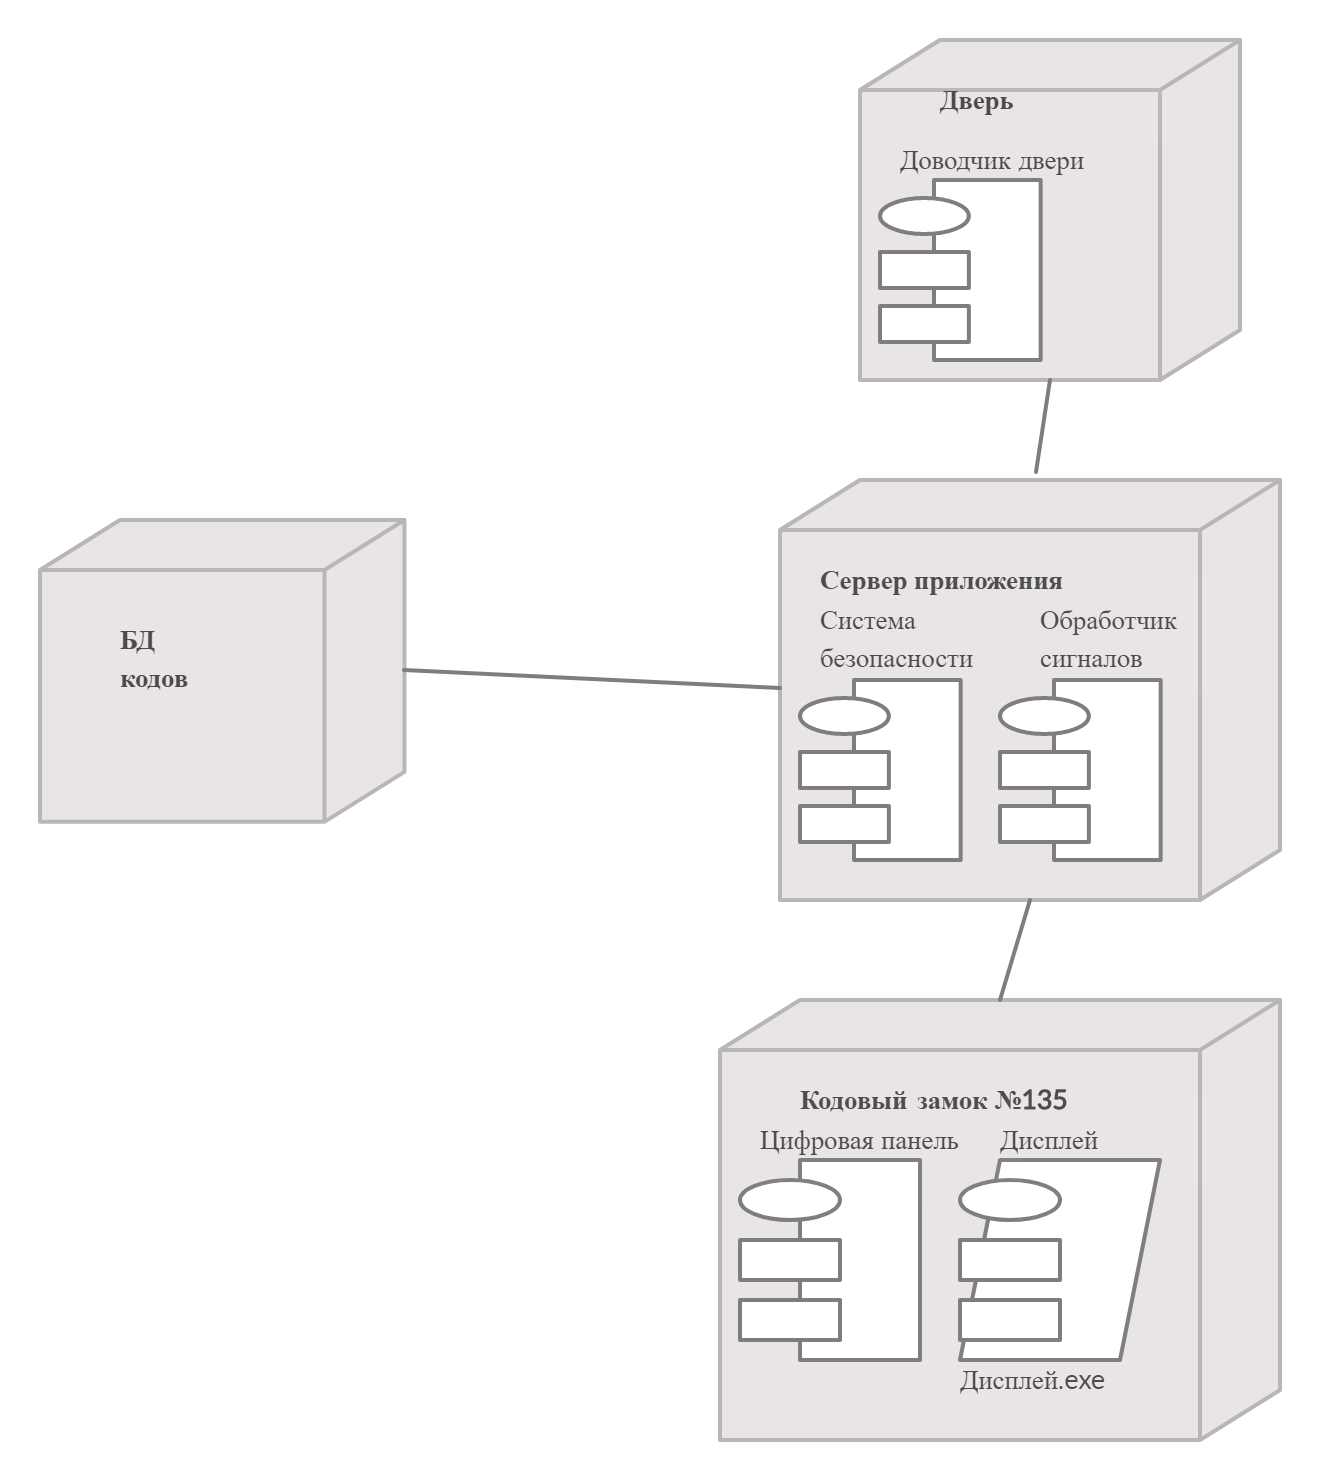 Дверь
Доводчик двери
БД
кодов
Сервер приложения
Система
безопасности
Обработчик
сигналов
Кодовый замок №135
Цифровая панель
Дисплей
Дисплей.exe